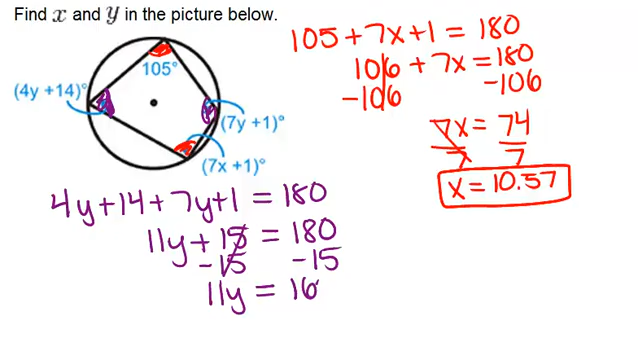 Find x and y in the picture below.
105 + 7x + 1 = 180
106 + 7x = 180
-106 -106
7x = 74
7 7
x = 10.57
105°
(4y + 14)°
(7y + 1)°
(7x + 1)°
4y + 14 + 7y + 1 = 180
11y + 15 = 180
-15 -15
11y = 16